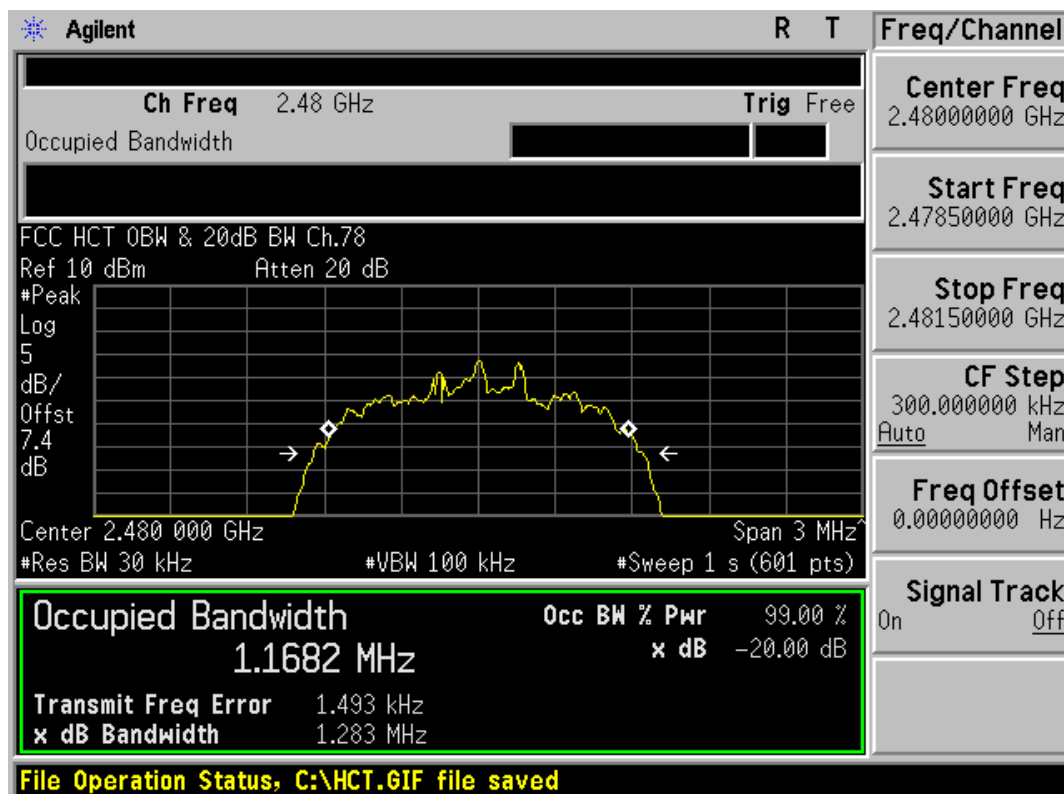 Agilent
R T
Freq/Channel
Ch Freq 2.48 GHz
Trig Free
Occupied Bandwidth
Center Freq
2.48000000 GHz
Start Freq
2.47850000 GHz
Stop Freq
2.48150000 GHz
CF Step
300.000000 kHz
Auto Man
Freq Offset
0.00000000 Hz
Signal Track
On Off
FCC HCT OBW & 20dB BW Ch.78
Ref 10 dBm Atten 20 dB
#Peak
Log
5
dB/
Offst
7.4
dB
Center 2.480 000 GHz Span 3 MHz^
#Res BW 30 kHz #VBW 100 kHz #Sweep 1 s (601 pts)
Occupied Bandwidth
1.1682 MHz
Occ BW % Pwr 99.00 %
x dB -20.00 dB
Transmit Freq Error 1.493 kHz
x dB Bandwidth 1.283 MHz
File Operation Status, C:\HCT.GIF file saved